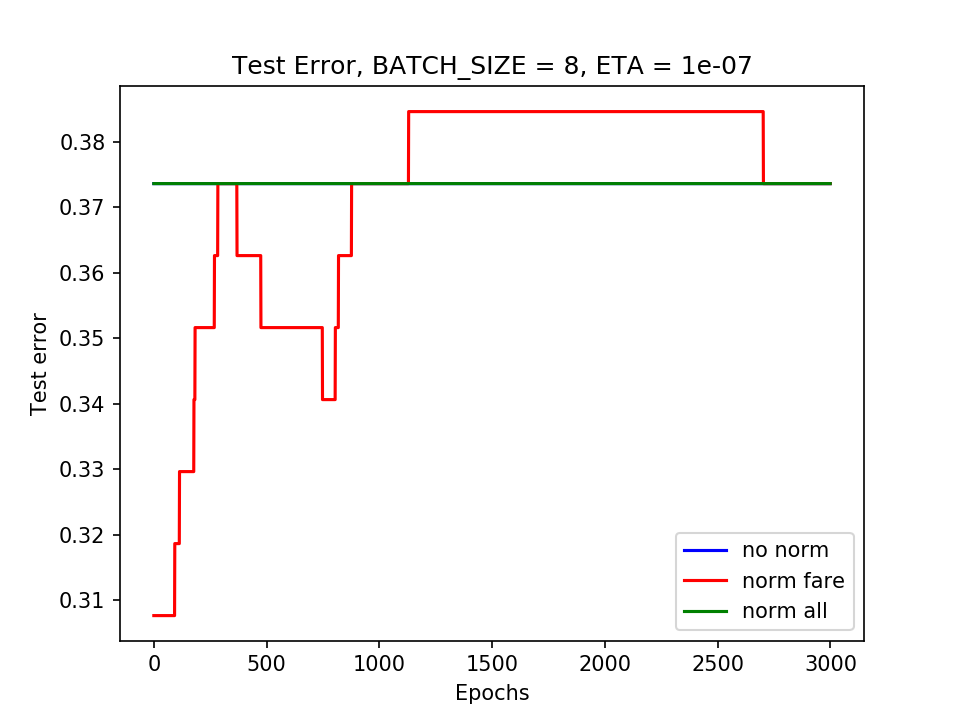 Test Error, BATCH_SIZE = 8, ETA = 1e-07
Test error
0.38
0.37
0.36
0.35
0.34
0.33
0.32
0.31
no norm
norm fare
norm all
0 500 1000 1500 2000 2500 3000
Epochs